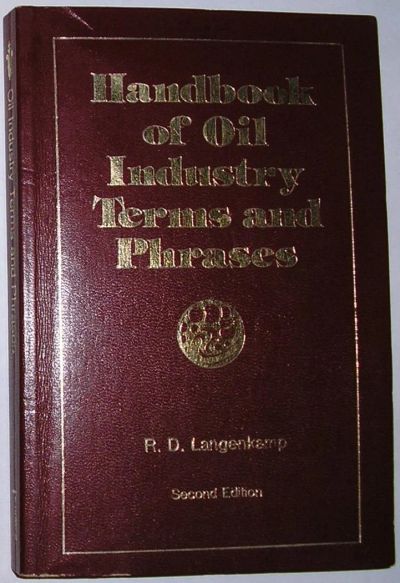 Handbook
of Oil
Industry
Terms and
Phrases
R. D. Langenkamp
Second Edition
Oil Industry Terms and Phrases